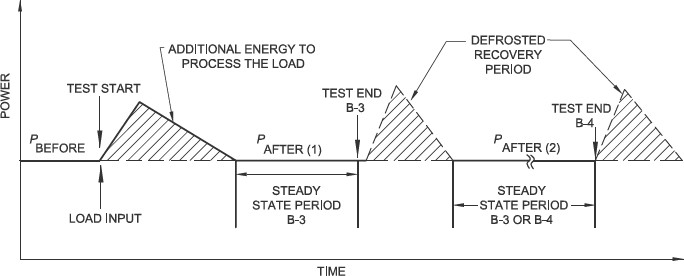 ADDITIONAL ENERGY TO
PROCESS THE LOAD
DEFROSTED
RECOVERY
PERIOD
TEST START
TEST END
B-3
TEST END
B-4
POWER
P BEFORE
P AFTER (1)
P AFTER (2)
LOAD INPUT
STEADY
STATE PERIOD
B-3
STEADY
STATE PERIOD
B-3 OR B-4
TIME